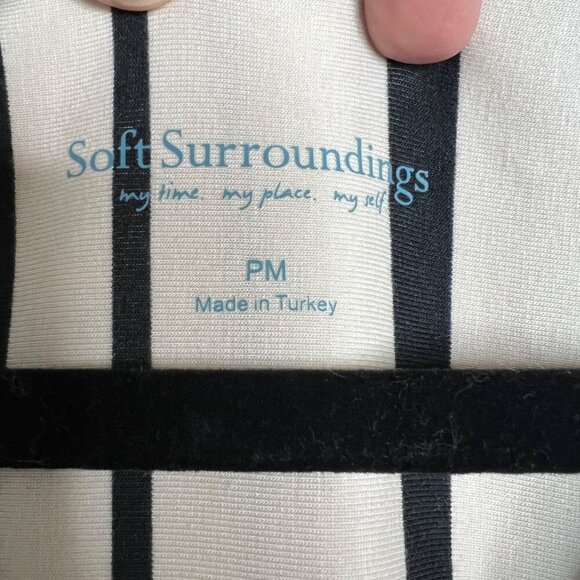 Soft Surroundings
my time. my place. my self
PM
Made in Turkey